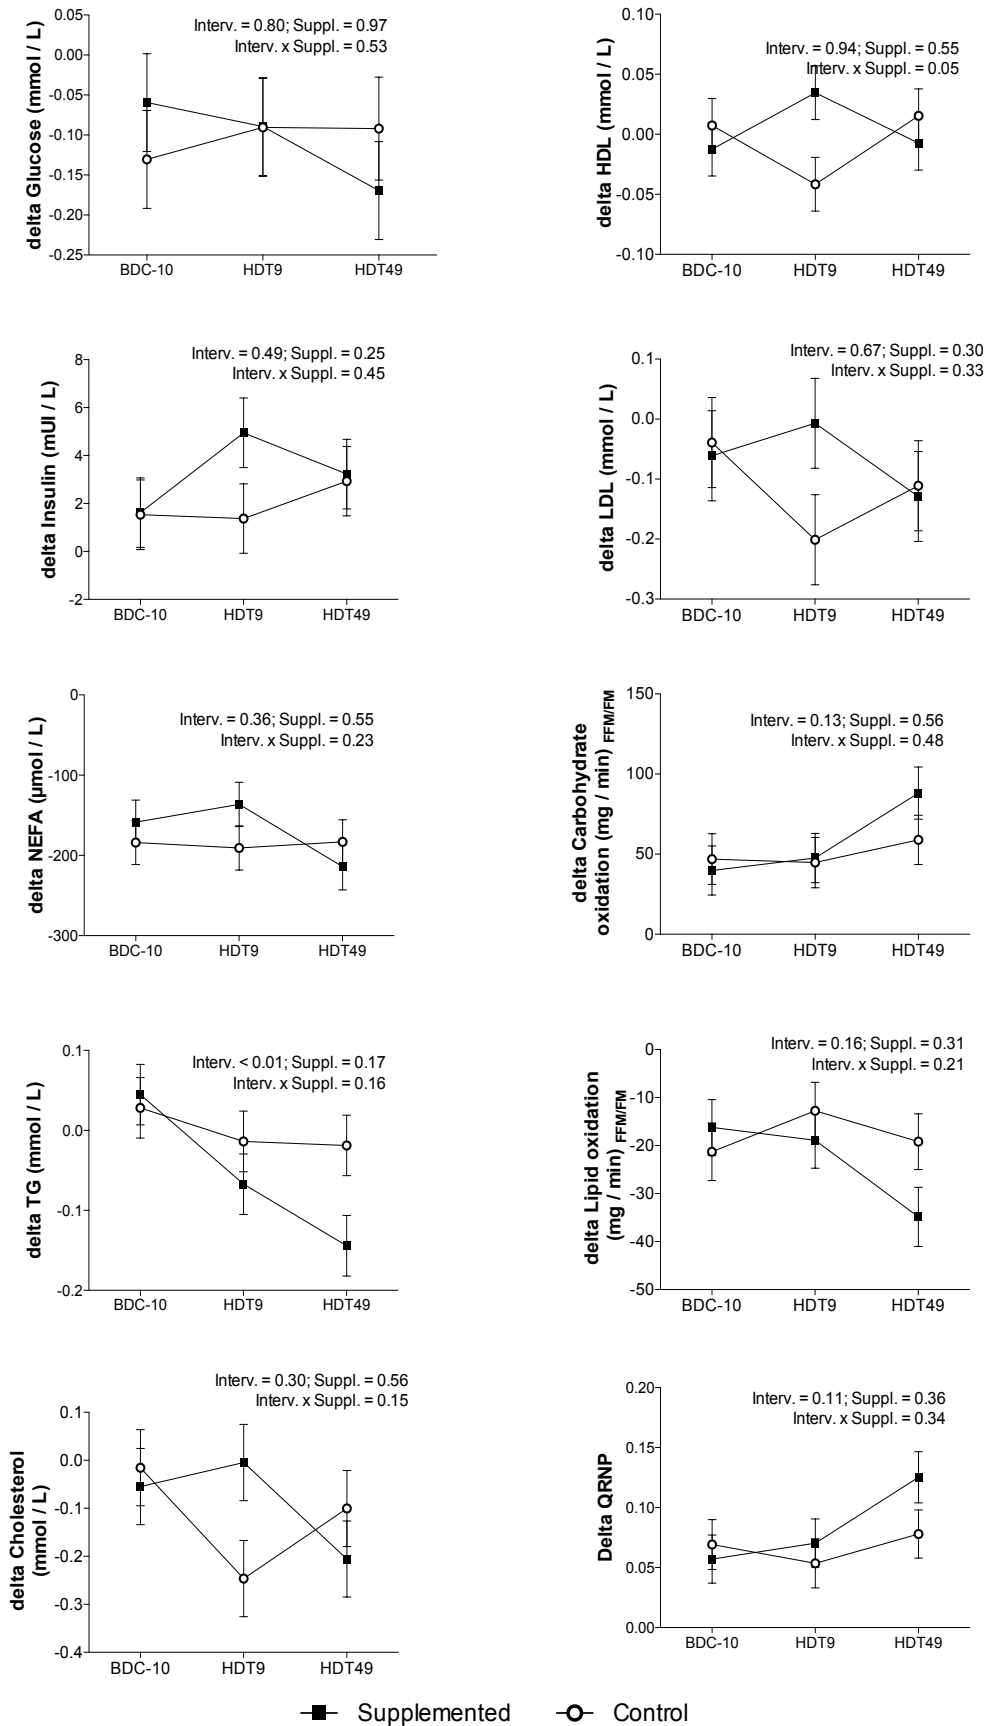 Interv. = 0.80; Suppl. = 0.97
Interv. x Suppl. = 0.53
delta Glucose (mmol / L)
0.05
0.00
-0.05
-0.10
-0.15
-0.20
-0.25
BDC-10 HDT9 HDT49
Interv. = 0.94; Suppl. = 0.55
Interv. x Suppl. = 0.05
delta HDL (mmol / L)
0.10
0.05
0.00
-0.05
-0.10
BDC-10 HDT9 HDT49
Interv. = 0.49; Suppl. = 0.25
Interv. x Suppl. = 0.45
delta Insulin (mUI / L)
8
6
4
2
0
-2
BDC-10 HDT9 HDT49
Interv. = 0.67; Suppl. = 0.30
Interv. x Suppl. = 0.33
delta LDL (mmol / L)
0.1
0.0
-0.1
-0.2
-0.3
BDC-10 HDT9 HDT49
Interv. = 0.36; Suppl. = 0.55
Interv. x Suppl. = 0.23
delta NEFA (µmol / L)
0
-100
-200
-300
BDC-10 HDT9 HDT49
Interv. = 0.13; Suppl. = 0.56
Interv. x Suppl. = 0.48
delta Carbohydrate
oxidation (mg / min) FFM/FM
150
100
50
0
BDC-10 HDT9 HDT49
Interv. < 0.01; Suppl. = 0.17
Interv. x Suppl. = 0.16
delta TG (mmol / L)
0.1
0.0
-0.1
-0.2
BDC-10 HDT9 HDT49
Interv. = 0.16; Suppl. = 0.31
Interv. x Suppl. = 0.21
delta Lipid oxidation
(mg / min) FFM/FM
0
-10
-20
-30
-40
-50
BDC-10 HDT9 HDT49
Interv. = 0.30; Suppl. = 0.56
Interv. x Suppl. = 0.15
delta Cholesterol
(mmol / L)
0.1
0.0
-0.1
-0.2
-0.3
-0.4
BDC-10 HDT9 HDT49
Interv. = 0.11; Suppl. = 0.36
Interv. x Suppl. = 0.34
Delta QRNP
0.20
0.15
0.10
0.05
0.00
BDC-10 HDT9 HDT49
Supplemented Control